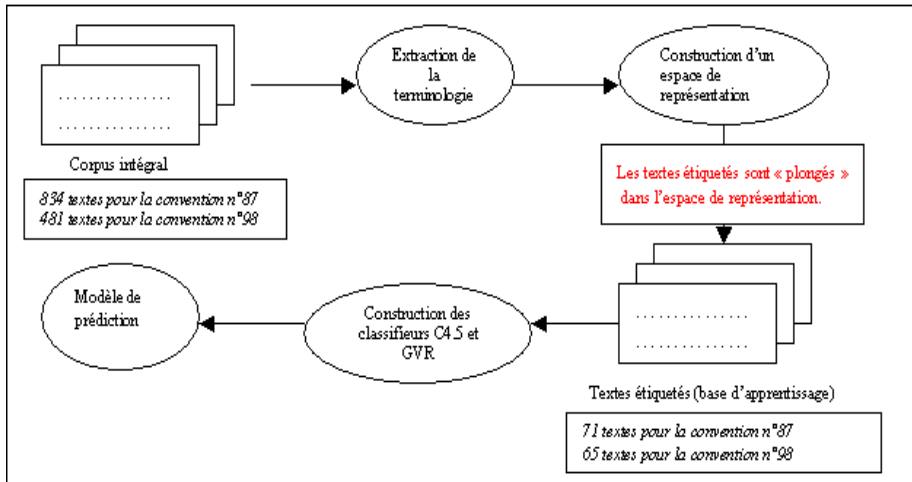 Extraction de
la
terminologie
Construction d'un
espace de
représentation
. . . . . . . . . . . . . . .
. . . . . . . . . . . . . . .
Corpus intégral
834 textes pour la convention n°87
481 textes pour la convention n°98
Les textes étiquetés sont « plongés »
dans l'espace de représentation.
Modèle de
prédiction
Construction des
classifieurs C4.5 et
GVR
. . . . . . . . . . . . . . .
. . . . . . . . . . . . . . .
Textes étiquetés (base d'apprentissage)
71 textes pour la convention n°87
65 textes pour la convention n°98